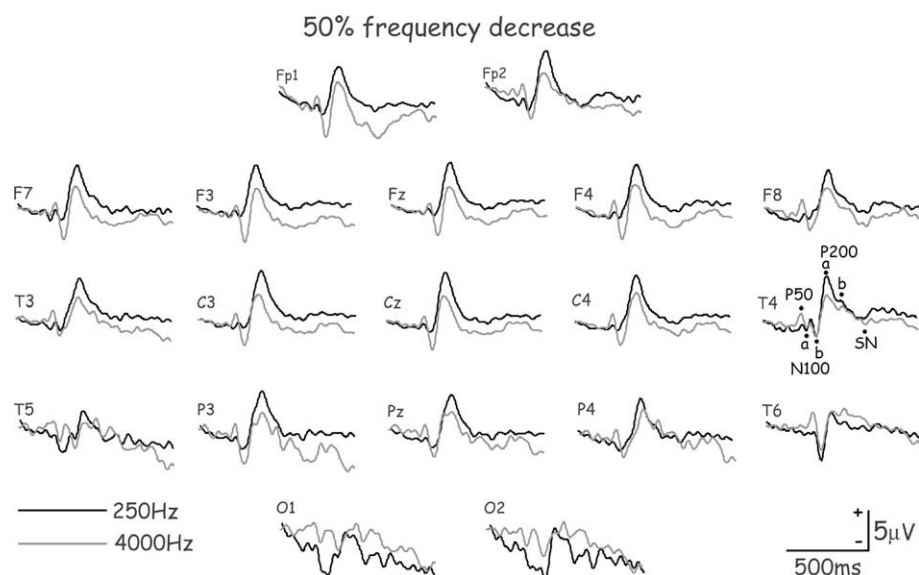 50% frequency decrease
Fp1 Fp2
F7 F3 Fz F4 F8
P200
a
T3 C3 Cz C4 T4 P50 b
a b SN
N100
T5 P3 Pz P4 T6
O1 O2
250Hz
4000Hz
+
- 5μV
500ms